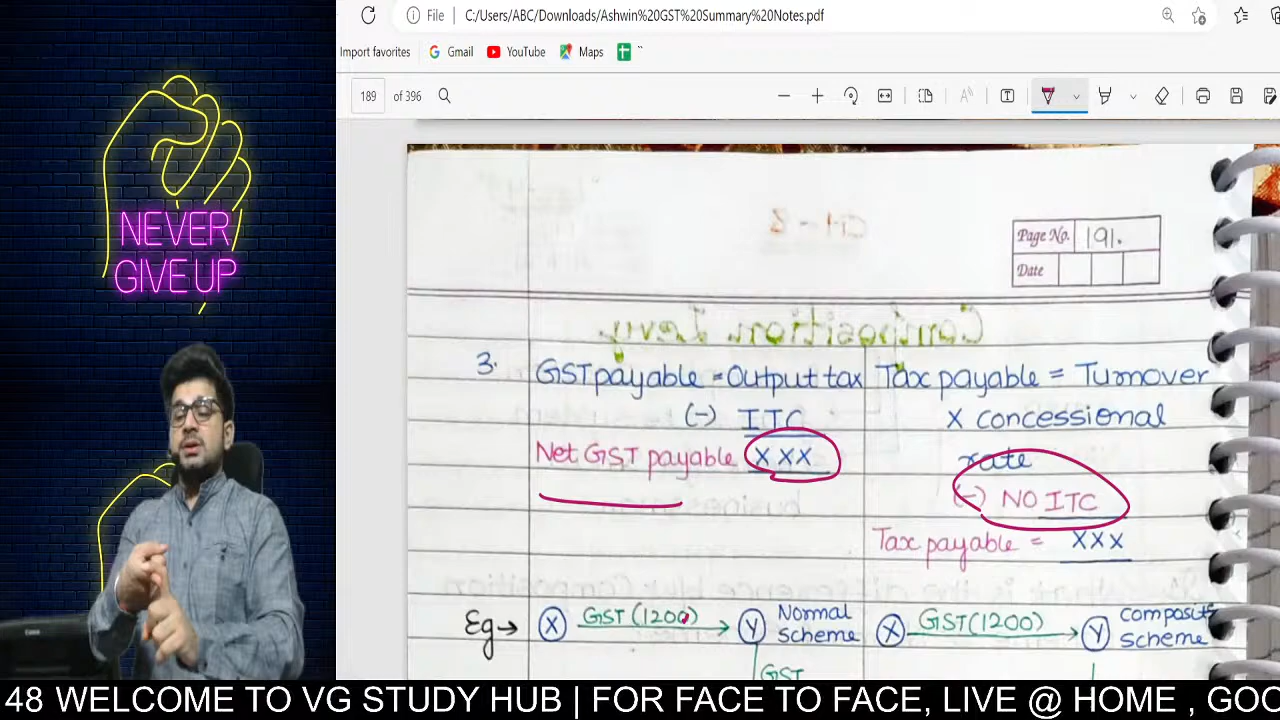 File C:/Users/ABC/Downloads/Ashwin%20GST%20Summary%20Notes.pdf
Import favorites Gmail YouTube Maps
189 of 396
NEVER
GIVE UP
Page No. 191.
Date
3. GST payable = Output tax
(-) ITC
Net GST payable XXX
Tax payable = Turnover
X concessional
rate
(-) NO ITC
Tax payable = XXX
Eg→ X GST (1200) Y Normal scheme
GST
X GST (1200) Y Composite scheme
48 WELCOME TO VG STUDY HUB | FOR FACE TO FACE, LIVE @ HOME , GOO